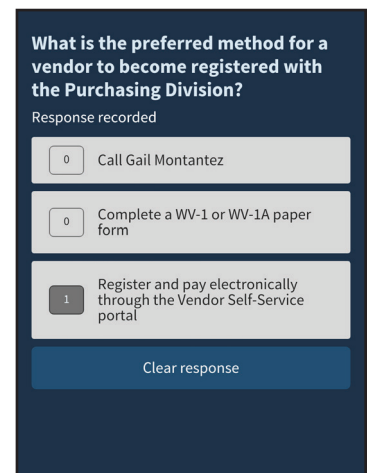 What is the preferred method for a
vendor to become registered with
the Purchasing Division?
Response recorded
0
Call Gail Montantez
0
Complete a WV-1 or WV-1A paper
form
1
Register and pay electronically
through the Vendor Self-Service
portal
Clear response